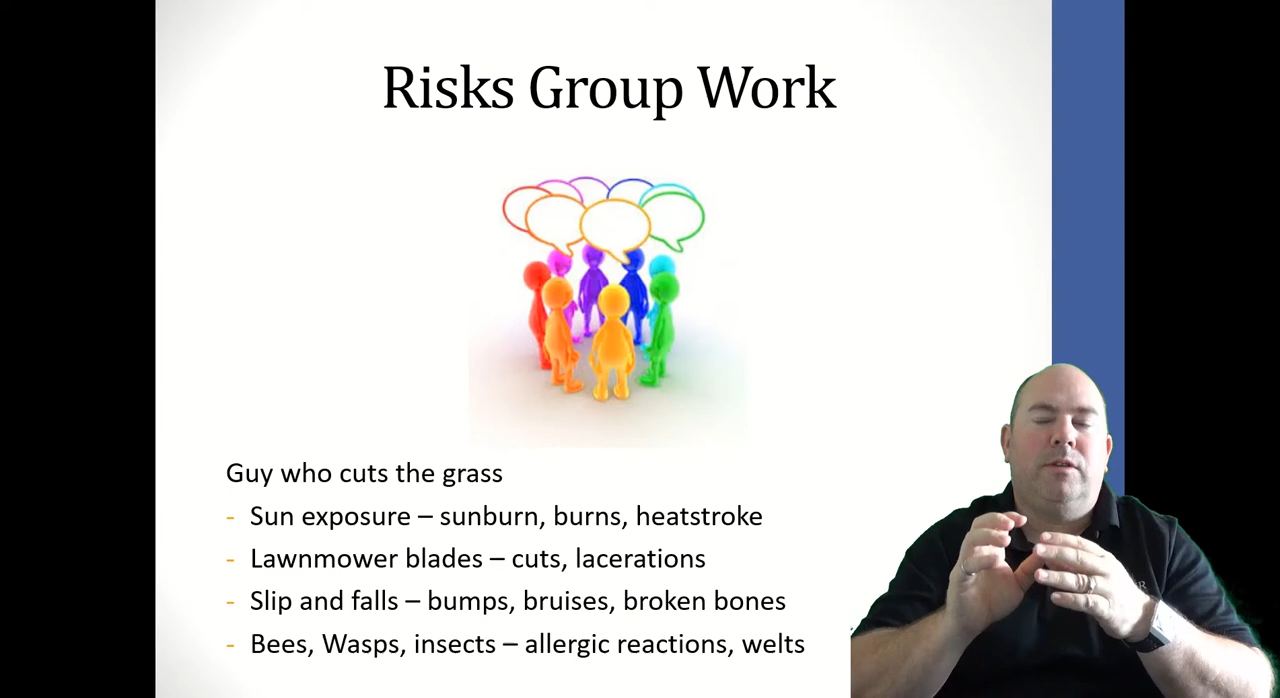 Risks Group Work
Guy who cuts the grass
- Sun exposure – sunburn, burns, heatstroke
- Lawnmower blades – cuts, lacerations
- Slip and falls – bumps, bruises, broken bones
- Bees, Wasps, insects – allergic reactions, welts